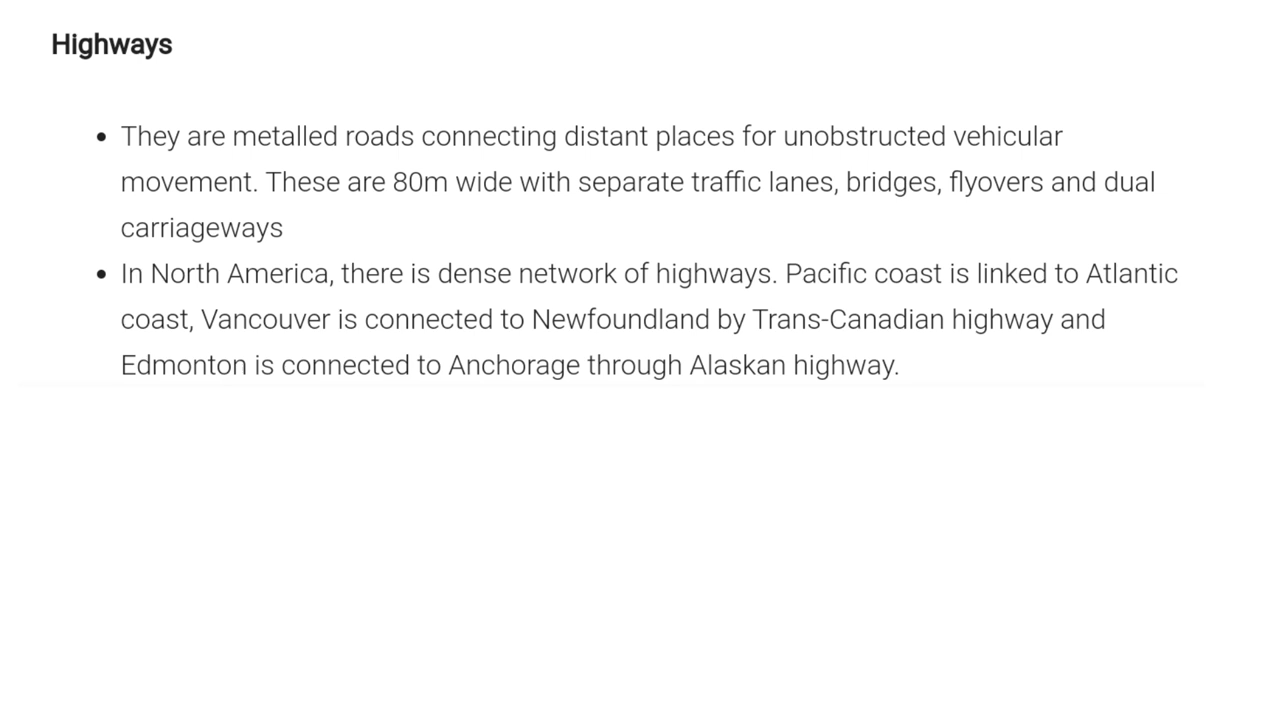 Highways
• They are metalled roads connecting distant places for unobstructed vehicular
movement. These are 80m wide with separate traffic lanes, bridges, flyovers and dual
carriageways
• In North America, there is dense network of highways. Pacific coast is linked to Atlantic
coast, Vancouver is connected to Newfoundland by Trans-Canadian highway and
Edmonton is connected to Anchorage through Alaskan highway.